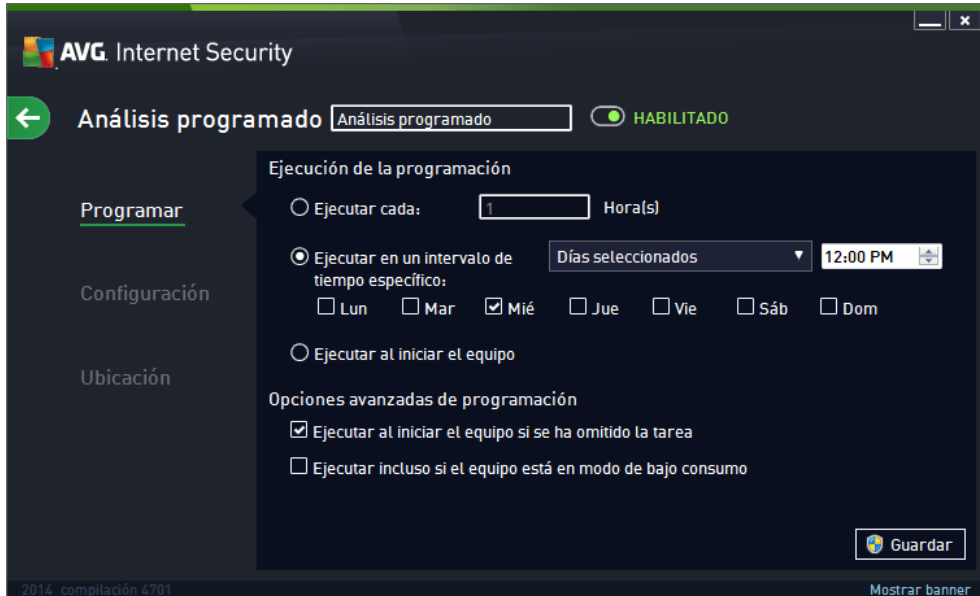 AVG. Internet Security
Análisis programado Análisis programado HABILITADO
Programar
Configuración
Ubicación
Ejecución de la programación
Ejecutar cada: 1 Hora(s)
Ejecutar en un intervalo de tiempo específico: Días seleccionados 12:00 PM
Lun Mar Mié Jue Vie Sáb Dom
Ejecutar al iniciar el equipo
Opciones avanzadas de programación
Ejecutar al iniciar el equipo si se ha omitido la tarea
Ejecutar incluso si el equipo está en modo de bajo consumo
Guardar
2014 compilación 4701
Mostrar banner